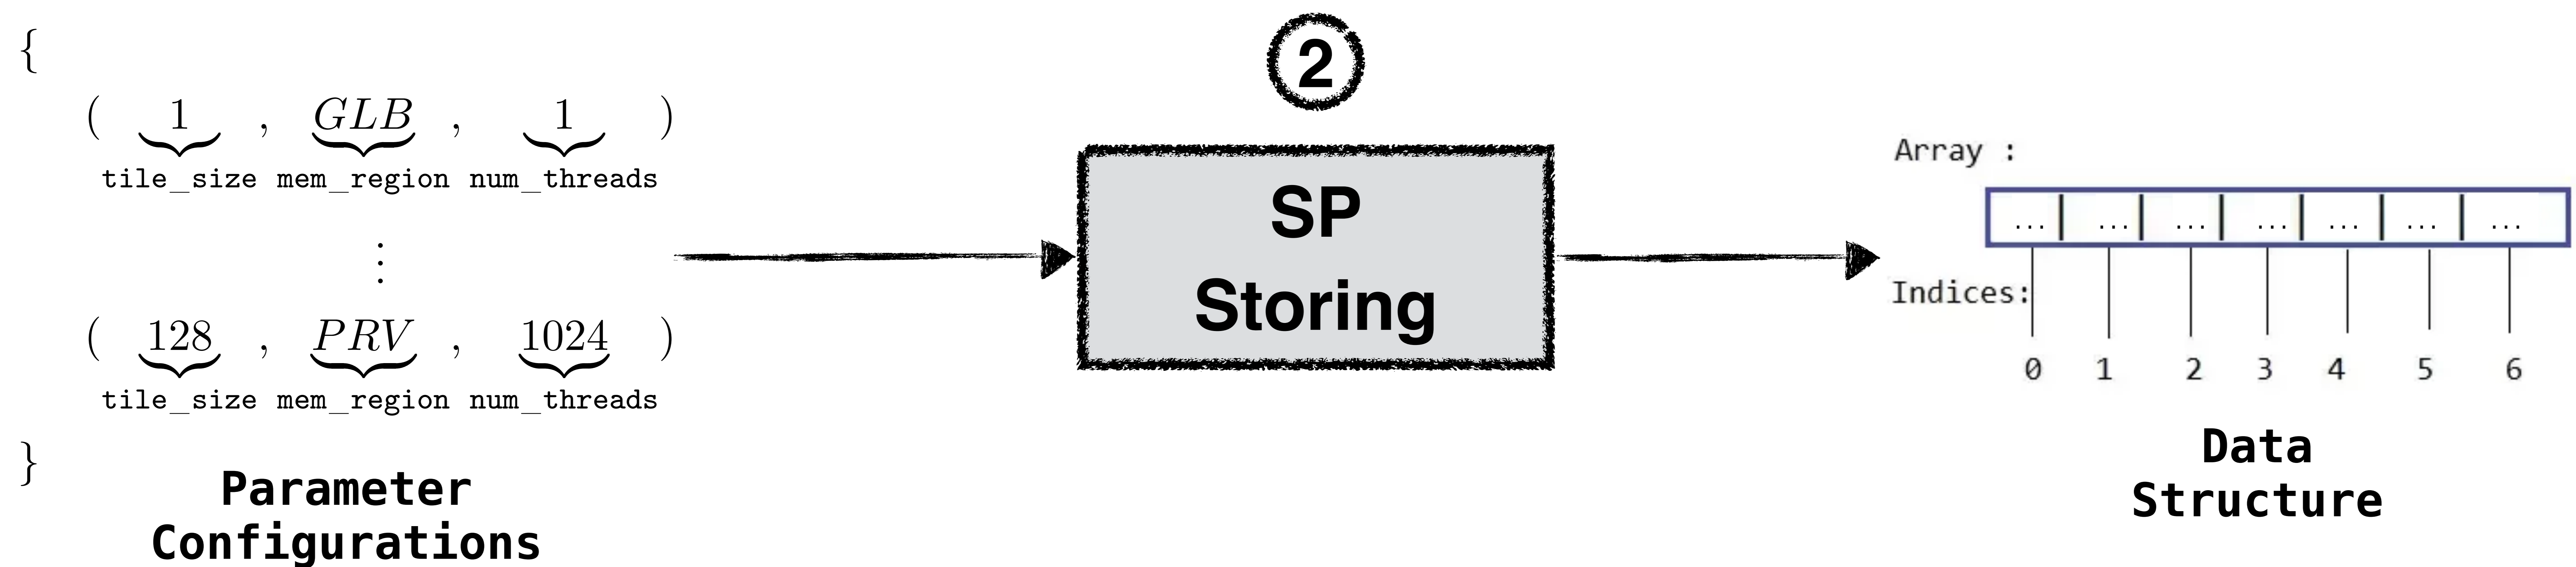 {
( 1 , GLB , 1 )
tile_size mem_region num_threads
⋮
( 128 , PRV , 1024 )
tile_size mem_region num_threads
}
Parameter
Configurations
2
SP
Storing
Array :
... ... ... ... ... ... ...
Indices:
0 1 2 3 4 5 6
Data
Structure